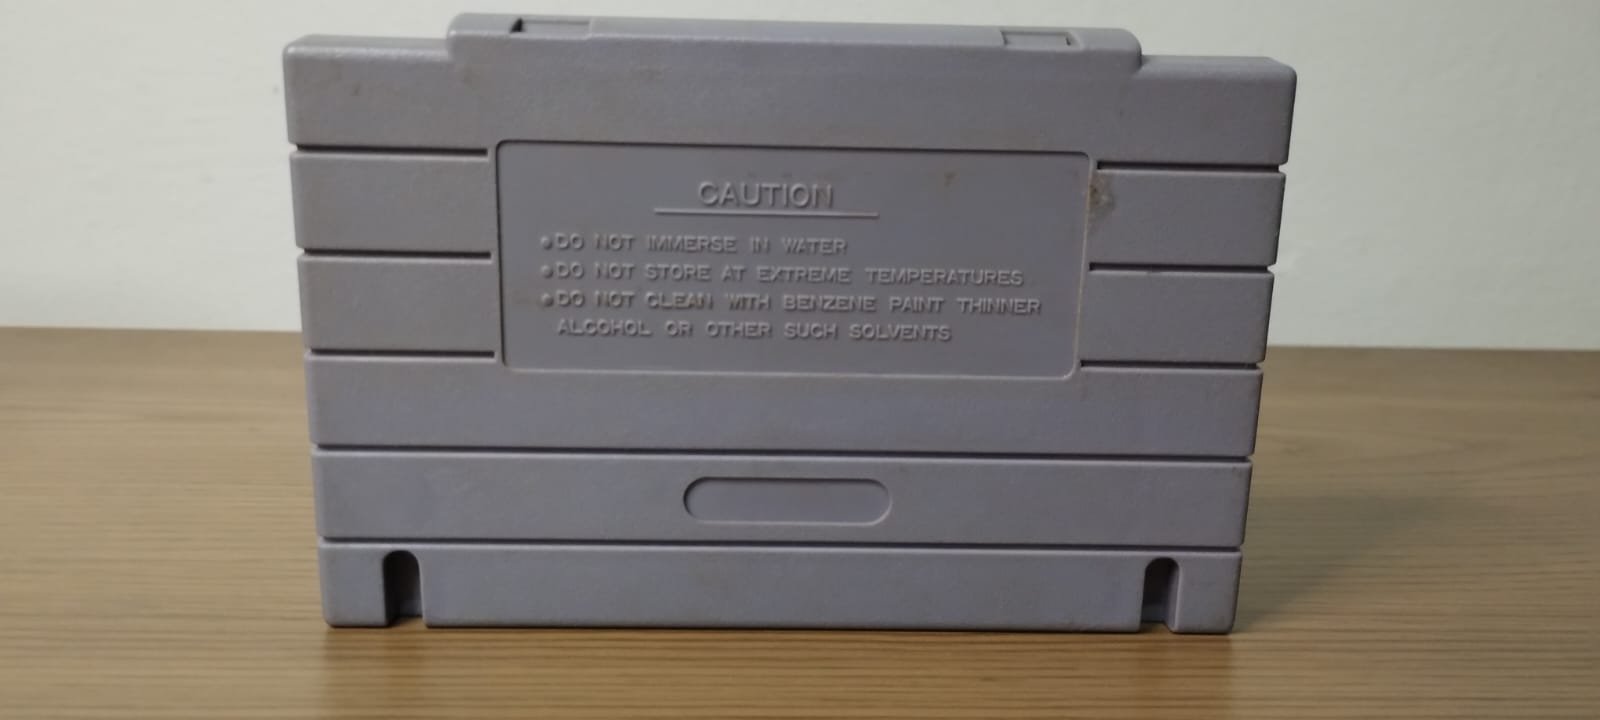 CAUTION
●DO NOT IMMERSE IN WATER
●DO NOT STORE AT EXTREME TEMPERATURES
●DO NOT CLEAN WITH BENZENE PAINT THINNER
ALCOHOL OR OTHER SUCH SOLVENTS